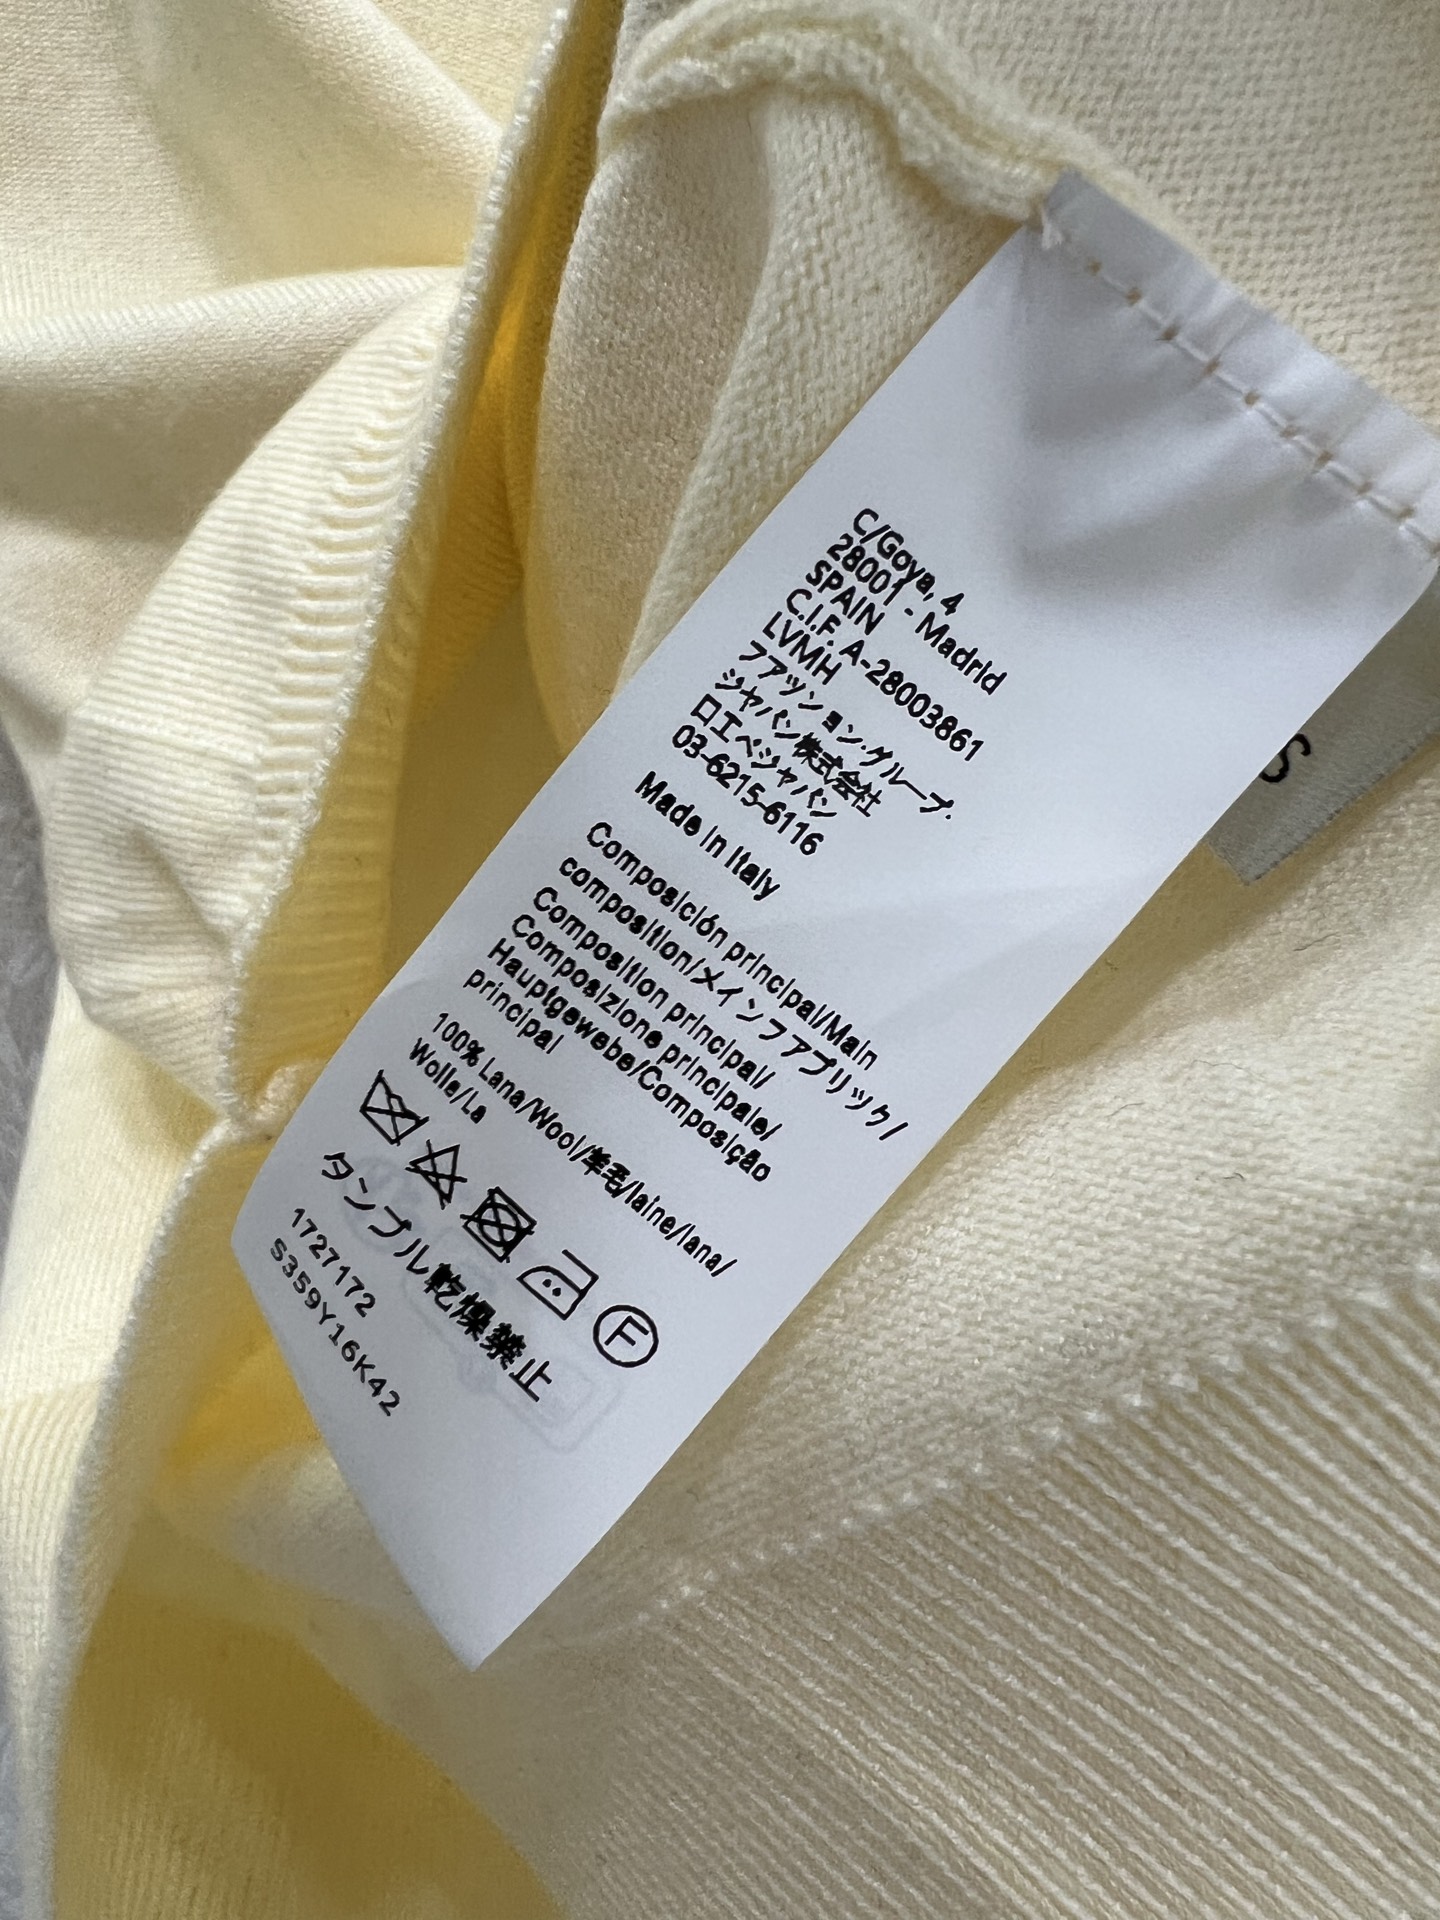 C/Goya, 4
28001 - Madrid
SPAIN
C.I.F. A-28003861
LVMH
ファッション・グループ・
ジャパン株式会社
ロエベジャパン
03-6215-6116
Made in Italy
Composición principal/Main
composition/メインファブリック/
Composition principal/
Composizione principale/
Hauptgewebe/Composição
principal
100% Lana/Wool/羊毛/laine/lana/
Wolle/La
F
タンブル乾燥禁止
1727172
S359Y16K42
S